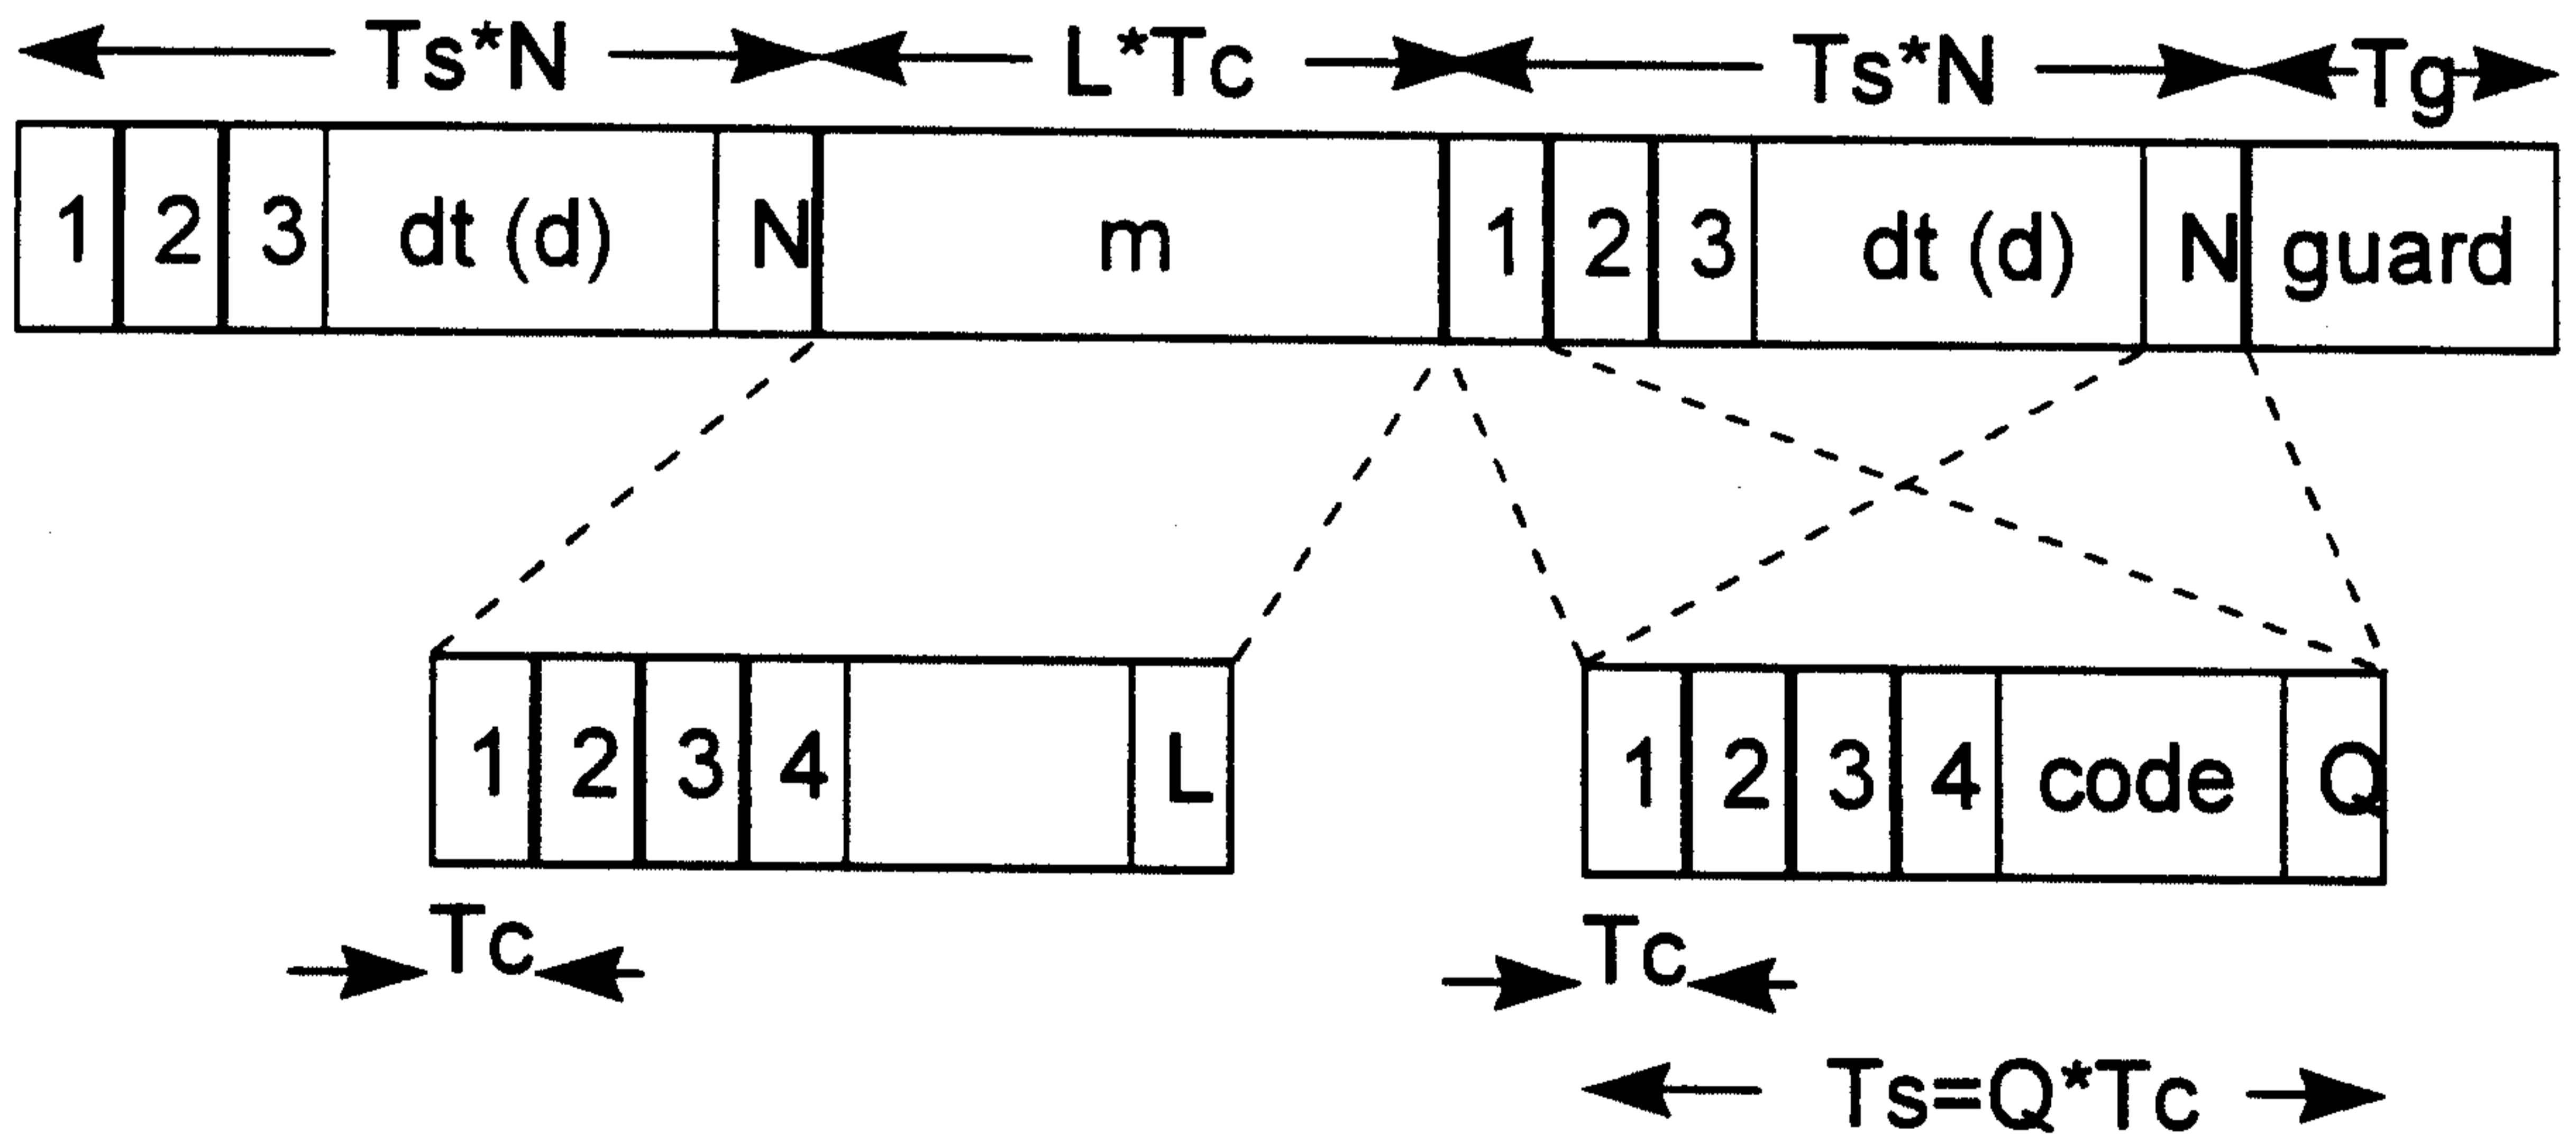 Ts*N L*Tc Ts*N Tg
1 2 3 dt (d) N m 1 2 3 dt (d) N guard
1 2 3 4 L 1 2 3 4 code Q
Tc Tc
Ts=Q*Tc